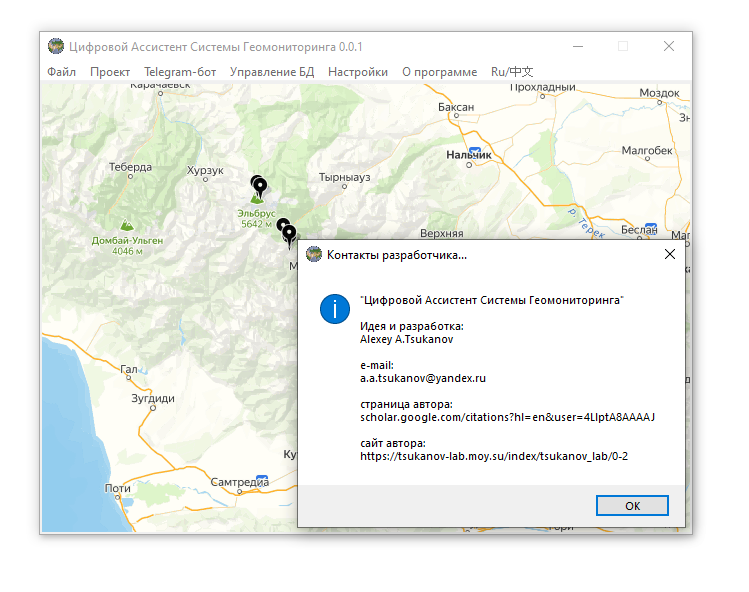 Цифровой Ассистент Системы Геомониторинга 0.0.1
Файл Проект Telegram-бот Управление БД Настройки О программе Ru/中文
Карачаевск
Прохладный
Моздок
Баксан
Нальчик
Малгобек
Теберда
Хурзук
Тырныауз
Эльбрус
5642 м
р. Терек
Домбай-Ульген
4046 м
Беслан
Верхняя
Контакты разработчика...
"Цифровой Ассистент Системы Геомониторинга"
Идея и разработка:
Alexey A.Tsukanov
e-mail:
a.a.tsukanov@yandex.ru
страница автора:
scholar.google.com/citations?hl=en&user=4LlptA8AAAAJ
сайт автора:
https://tsukanov-lab.moy.su/index/tsukanov_lab/0-2
OK
Гал
Зугдиди
Ку
Самтредиа
Поти